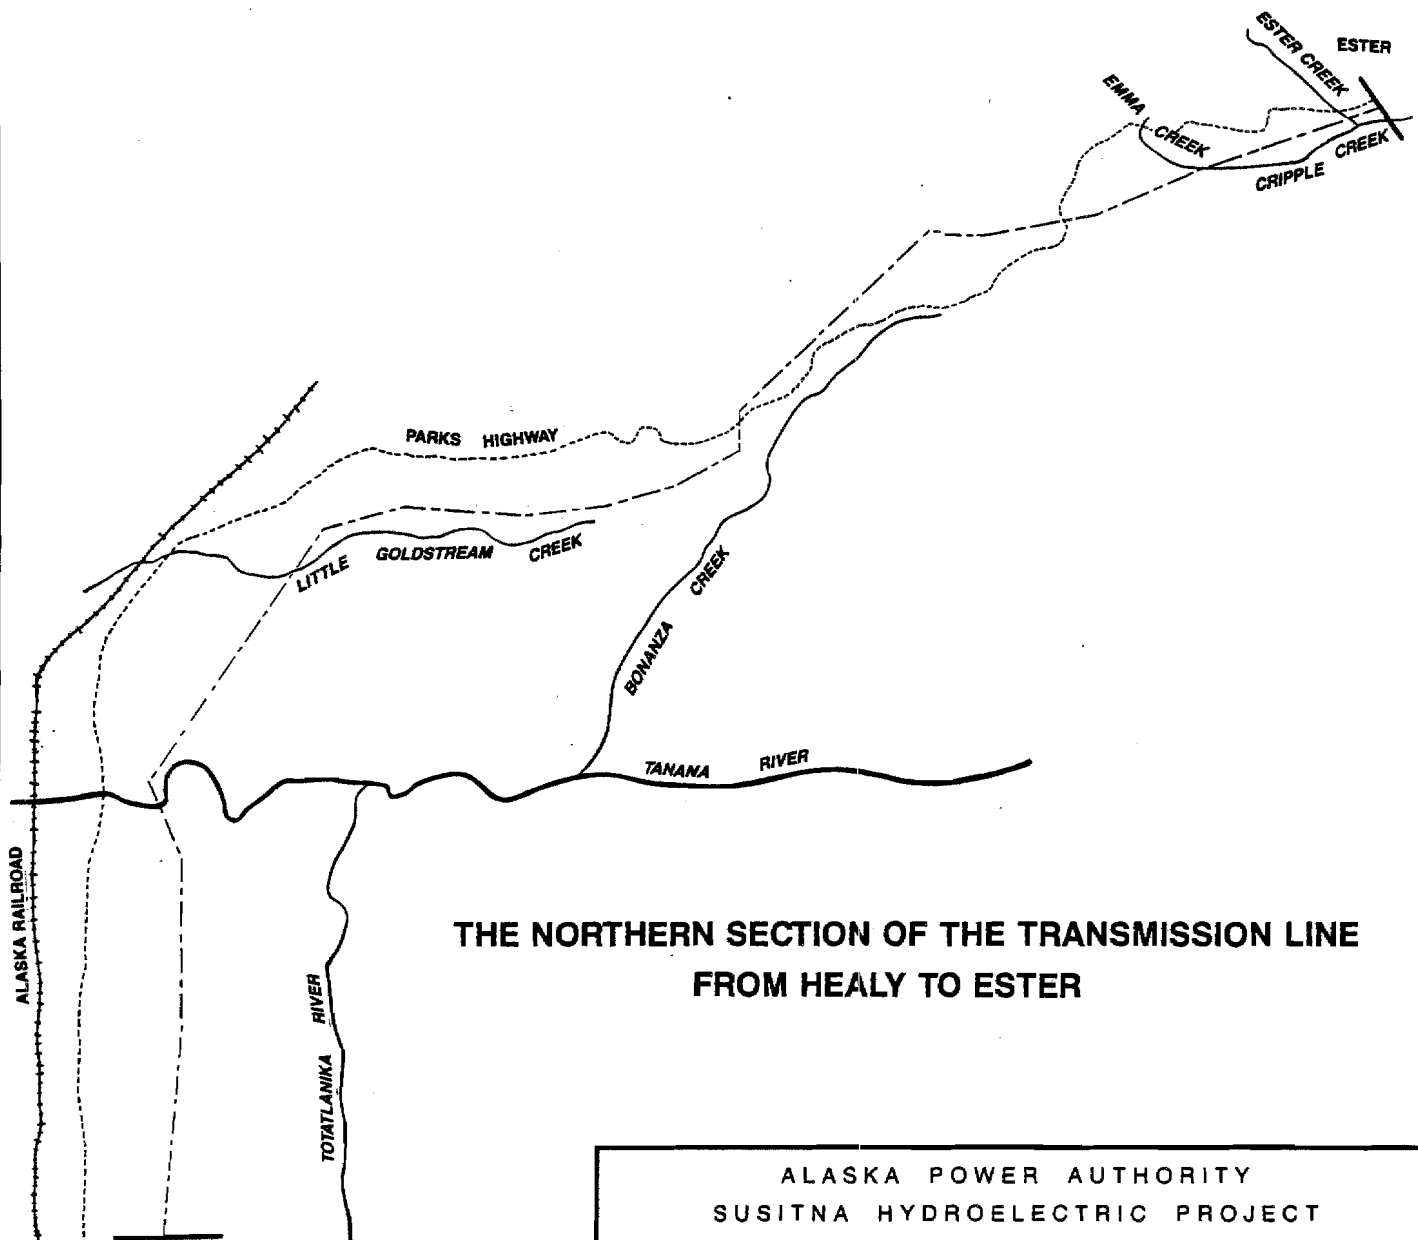 ESTER CREEK
ESTER
EMMA CREEK
CRIPPLE CREEK
PARKS HIGHWAY
LITTLE GOLDSTREAM CREEK
BONANZA CREEK
TANANA RIVER
ALASKA RAILROAD
TOTATLANIKA RIVER
THE NORTHERN SECTION OF THE TRANSMISSION LINE
FROM HEALY TO ESTER
ALASKA POWER AUTHORITY
SUSITNA HYDROELECTRIC PROJECT